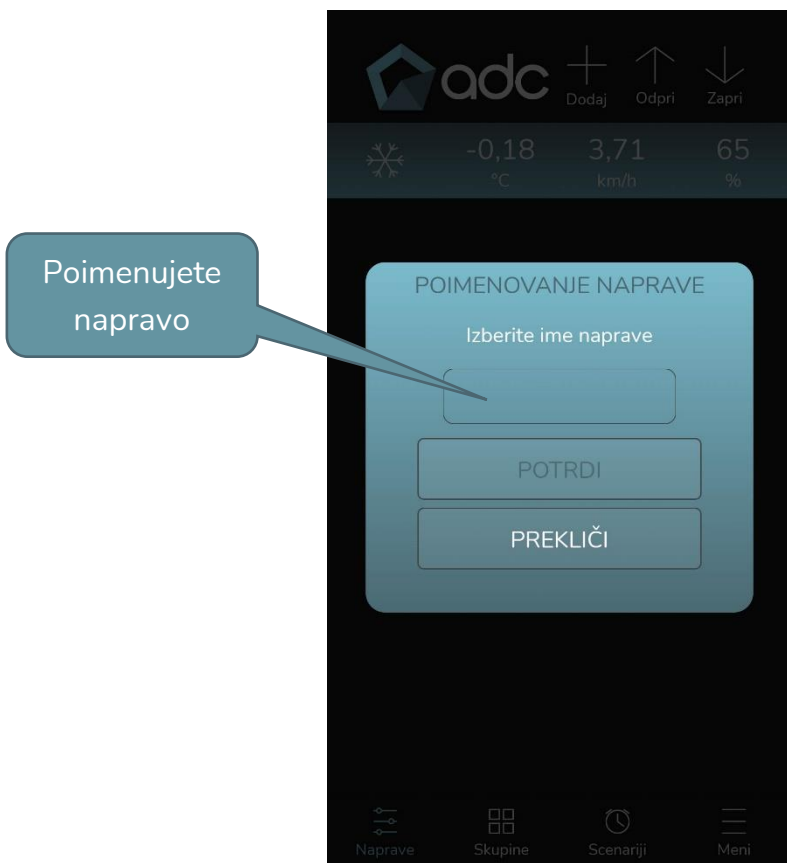 adc
Dodaj Odpri Zapri
-0,18 3,71 65
°C km/h %
Poimenujete
napravo
POIMENOVANJE NAPRAVE
Izberite ime naprave
POTRDI
PREKLIČI
Naprave Skupine Scenariji Meni